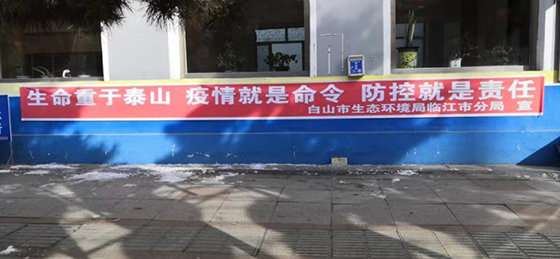 生命重于泰山 疫情就是命令 防控就是责任
白山市生态环境局临江市分局 宣